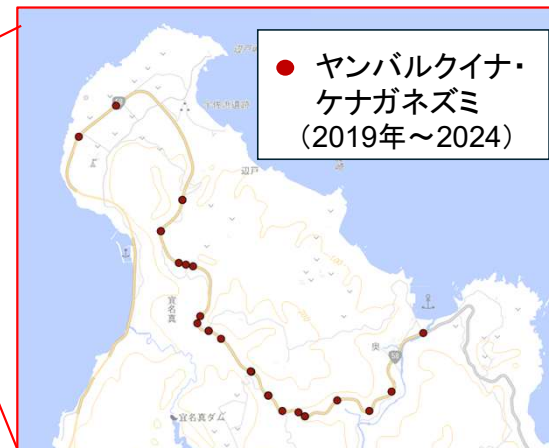 ヤンバルクイナ・
ケナガネズミ
（2019年～2024）
辺戸
宜名真
奥
58
宜名真ダム